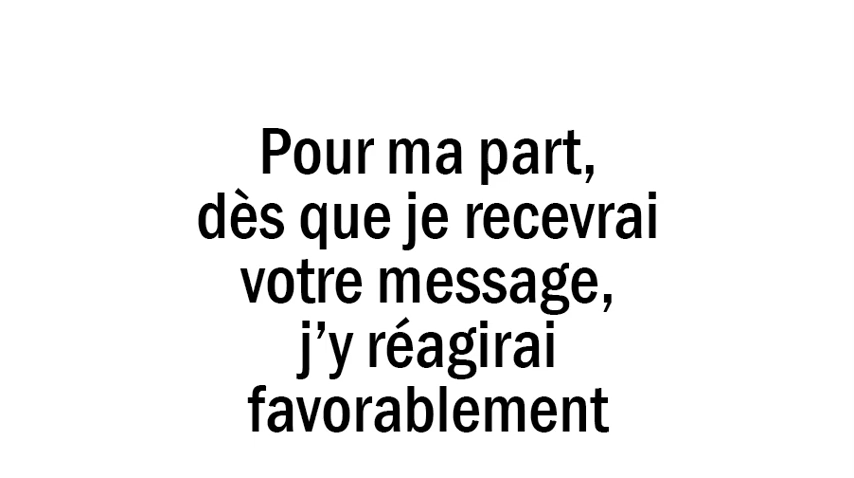 Pour ma part,
dès que je recevrai
votre message,
j’y réagirai
favorablement